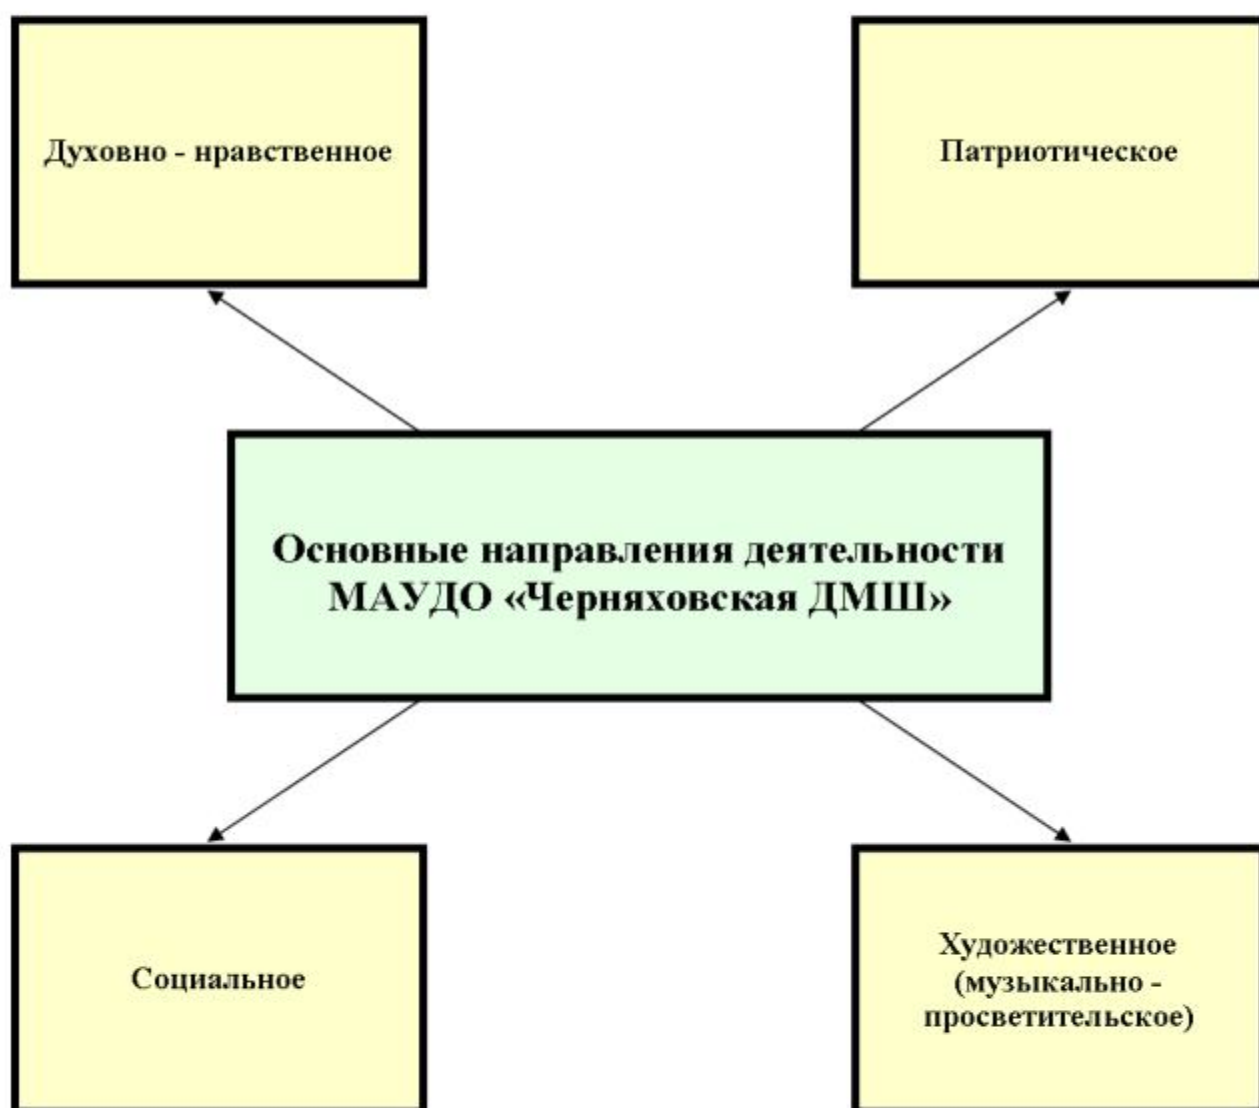 Духовно - нравственное
Патриотическое
Основные направления деятельности
МАУДО «Черняховская ДМШ»
Социальное
Художественное
(музыкально -
просветительское)